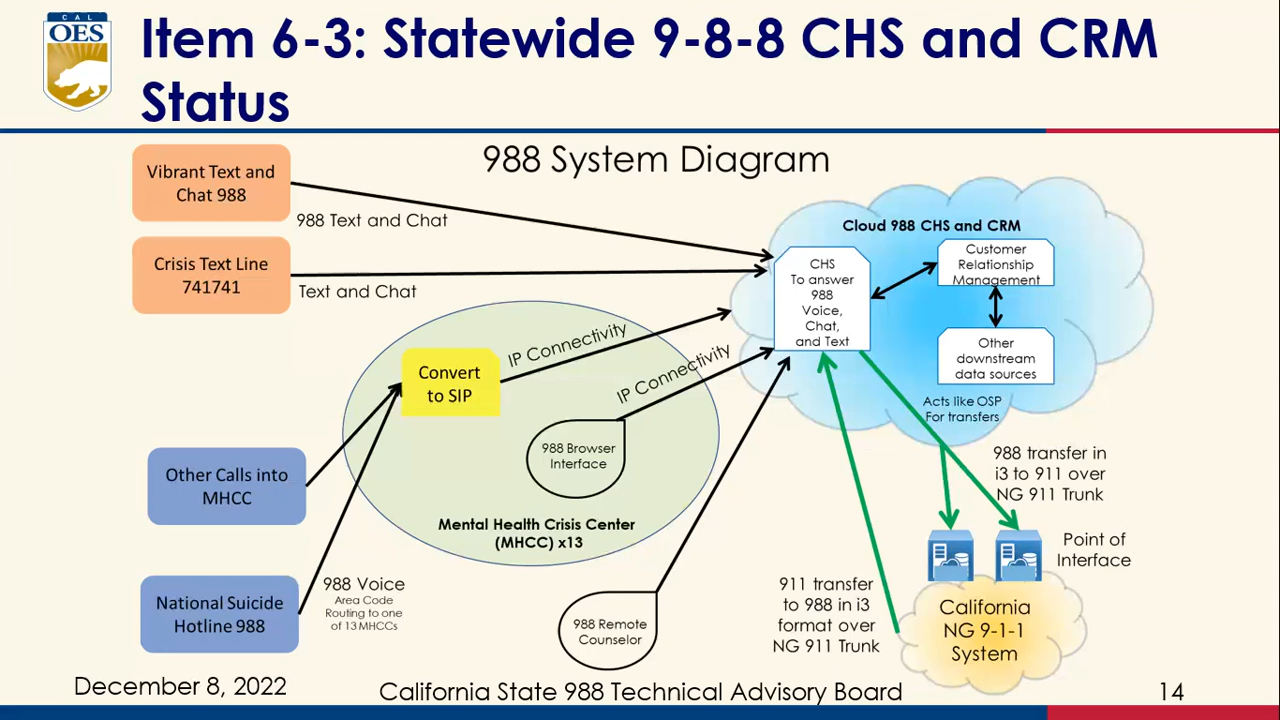 CAL
OES
Item 6-3: Statewide 9-8-8 CHS and CRM
Status
988 System Diagram
Vibrant Text and
Chat 988
988 Text and Chat
Crisis Text Line
741741
Text and Chat
Cloud 988 CHS and CRM
CHS
To answer
988
Voice,
Chat,
and Text
Customer
Relationship
Management
Other
downstream
data sources
Acts like OSP
For transfers
IP Connectivity
IP Connectivity
Convert
to SIP
988 Browser
Interface
Mental Health Crisis Center
(MHCC) x13
Other Calls into
MHCC
National Suicide
Hotline 988
988 Voice
Area Code
Routing to one
of 13 MHCCs
988 Remote
Counselor
911 transfer
to 988 in i3
format over
NG 911 Trunk
988 transfer in
i3 to 911 over
NG 911 Trunk
Point of
Interface
California
NG 9-1-1
System
December 8, 2022
California State 988 Technical Advisory Board
14